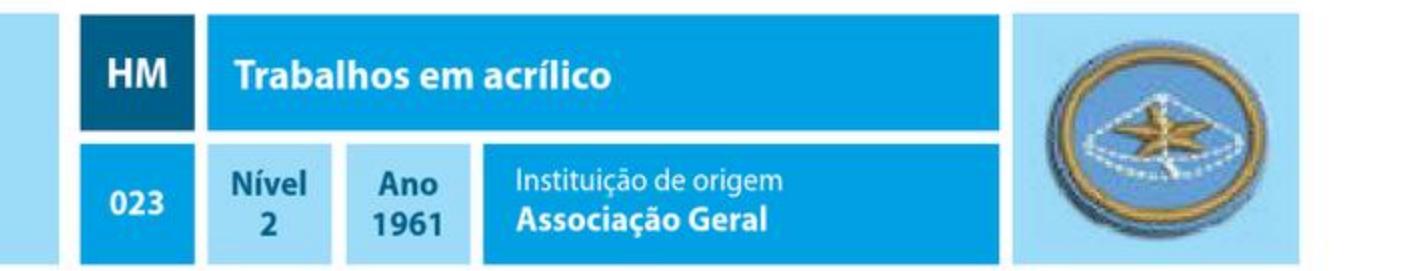 HM
Trabalhos em acrílico
023
Nível
2
Ano
1961
Instituição de origem
Associação Geral